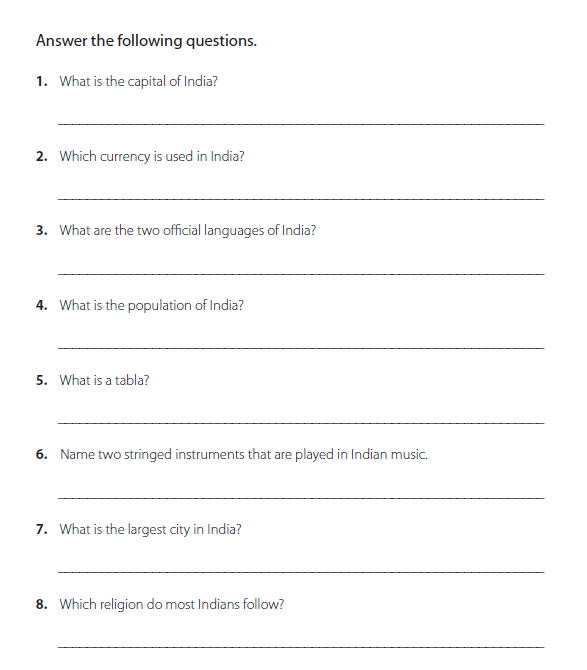 Answer the following questions.
1. What is the capital of India?
2. Which currency is used in India?
3. What are the two official languages of India?
4. What is the population of India?
5. What is a tabla?
6. Name two stringed instruments that are played in Indian music.
7. What is the largest city in India?
8. Which religion do most Indians follow?